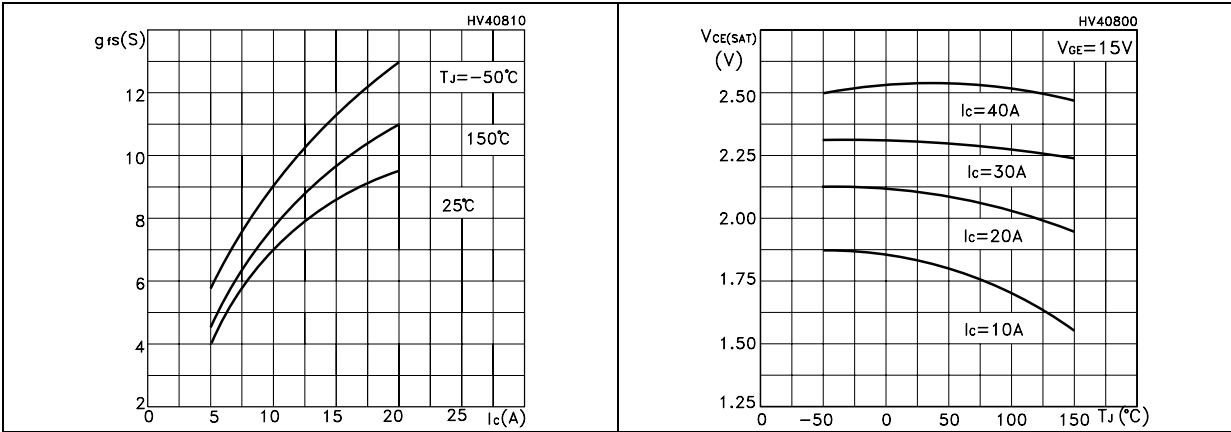 HV40810
gfs(S)
TJ=-50°C
12
150°C
10
25°C
8
6
4
2
0 5 10 15 20 25 Ic(A)
HV40800
VCE(SAT)
(V)
VGE=15V
2.50
Ic=40A
2.25
Ic=30A
2.00
Ic=20A
1.75
Ic=10A
1.50
1.25
0 -50 0 50 100 150 TJ(°C)